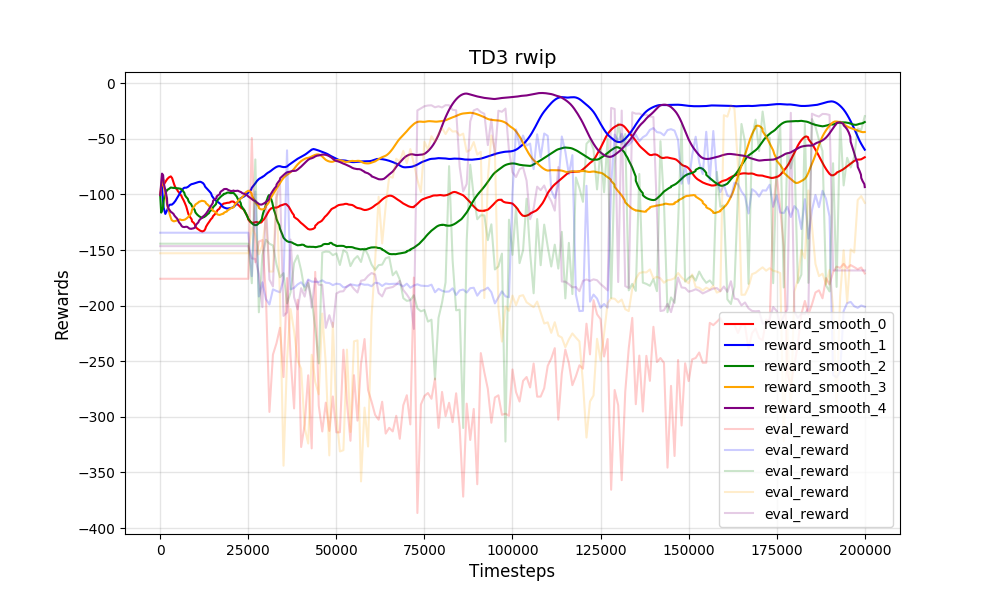 TD3 rwip
Rewards
0
−50
−100
−150
−200
−250
−300
−350
−400
0
25000
50000
75000
100000
125000
150000
175000
200000
Timesteps
reward_smooth_0
reward_smooth_1
reward_smooth_2
reward_smooth_3
reward_smooth_4
eval_reward
eval_reward
eval_reward
eval_reward
eval_reward